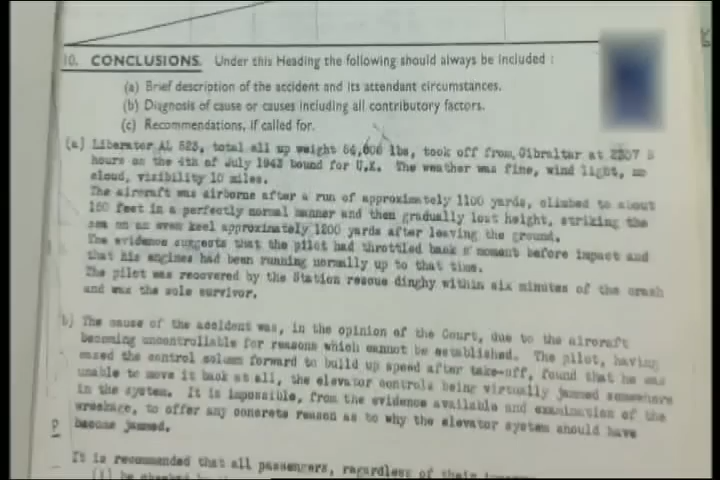 10. CONCLUSIONS. Under this Heading the following should always be included :
(a) Brief description of the accident and its attendant circumstances.
(b) Diagnosis of cause or causes including all contributory factors.
(c) Recommendations, if called for.
(a) Liberator AL 523, total all up weight lbs, took off from Gibraltar at 2307
hours on the 4th of July 1943 bound for U.K. The weather was fine, wind light, no
cloud, visibility 10 miles.
The aircraft was airborne after a run of approximately 1100 yards, climbed to about
150 feet in a perfectly normal manner and then gradually lost height, striking the
sea on an even keel approximately 1200 yards after leaving the ground.
The evidence suggests that the pilot had throttled back moment before impact and
that his engines had been running normally up to that time.
The pilot was recovered by the Station rescue dinghy within six minutes of the crash
and was the sole survivor.
b) The cause of the accident was, in the opinion of the Court, due to the aircraft
becoming uncontrollable for reasons which cannot be established. The pilot, having
eased the control column forward to build up speed after take-off, found that he was
unable to move it back at all, the elevator controls being virtually jammed somewhere
in the system. It is impossible, from the evidence available and examination of the
wreckage, to offer any concrete reason as to why the elevator system should have
become jammed.
It is recommended that all passengers, regardless of their